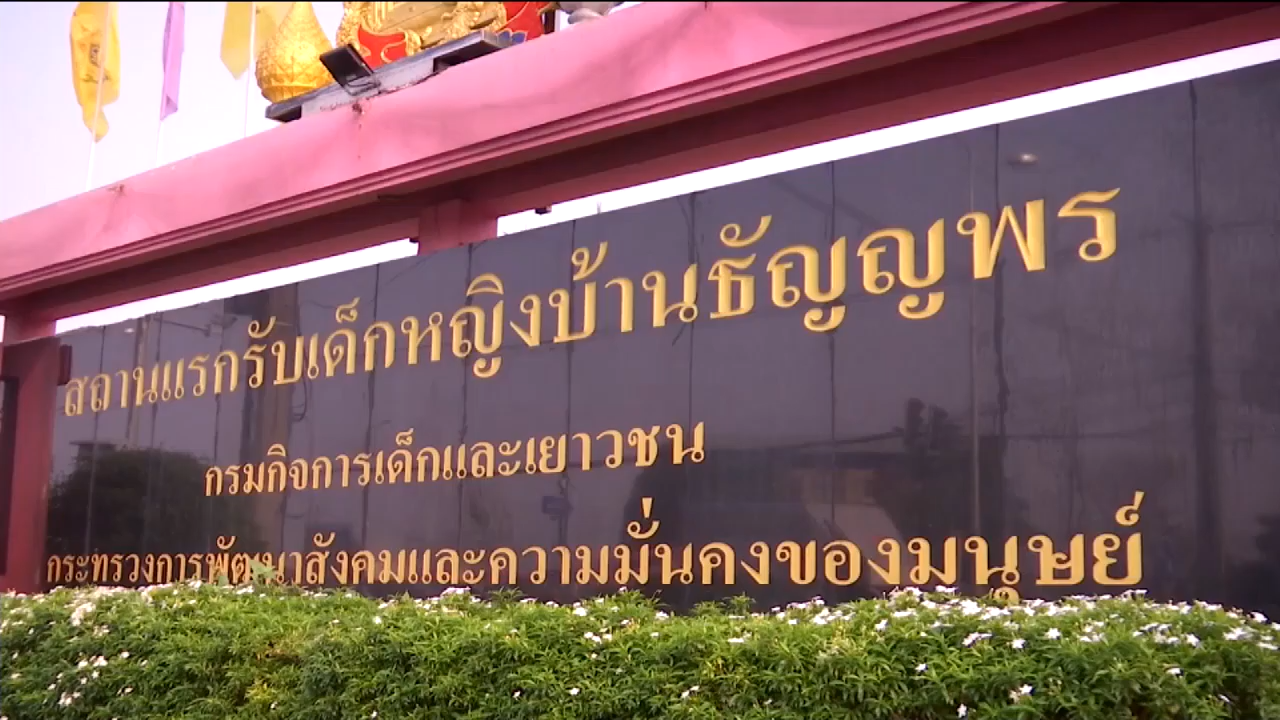 สถานแรกรับเด็กหญิงบ้านธัญญพร
กรมกิจการเด็กและเยาวชน
กระทรวงการพัฒนาสังคมและความมั่นคงของมนุษย์